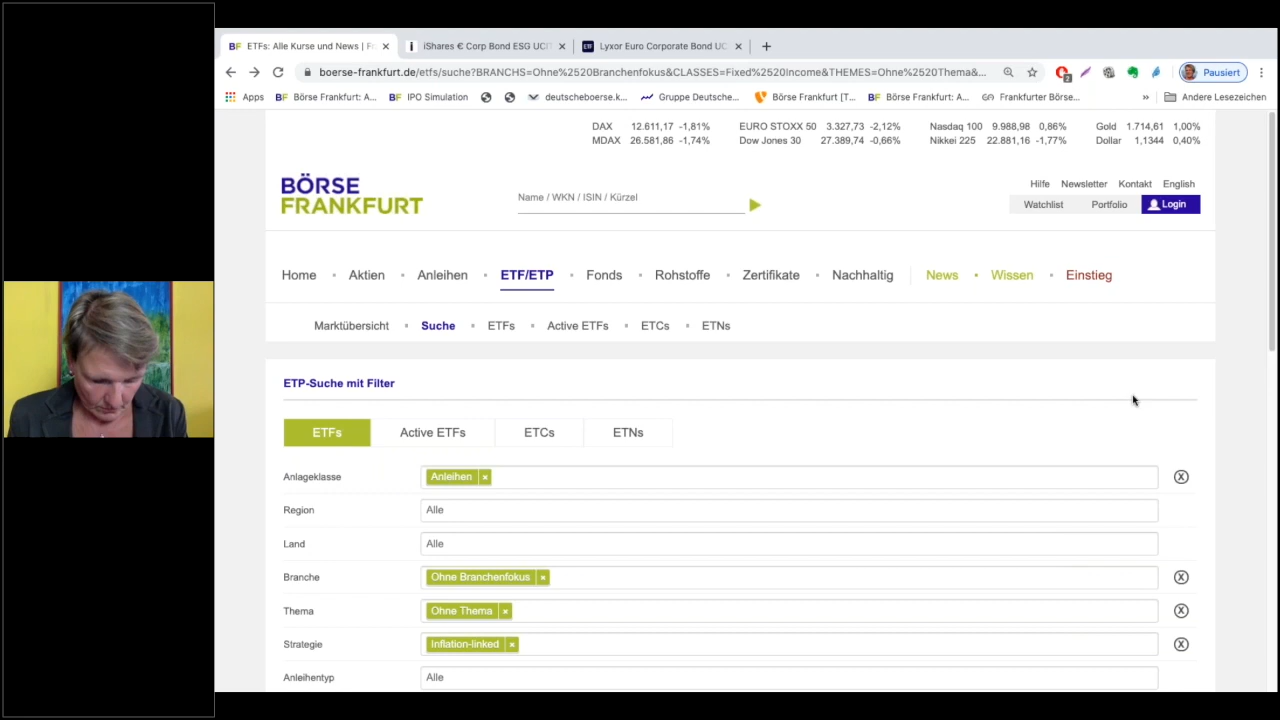 ETFs: Alle Kurse und News | Fr
iShares € Corp Bond ESG UCIT
Lyxor Euro Corporate Bond UC
boerse-frankfurt.de/etfs/suche?BRANCHS=Ohne%2520Branchenfokus&CLASSES=Fixed%2520Income&THEMES=Ohne%2520Thema&...
Pausiert
Apps
Börse Frankfurt: A...
IPO Simulation
deutscheboerse.k...
Gruppe Deutsche...
Börse Frankfurt [T...
Börse Frankfurt: A...
Frankfurter Börse...
»
Andere Lesezeichen
DAX 12.611,17 -1,81% EURO STOXX 50 3.327,73 -2,12% Nasdaq 100 9.988,98 0,86% Gold 1.714,61 1,00%
MDAX 26.581,86 -1,74% Dow Jones 30 27.389,74 -0,66% Nikkei 225 22.881,16 -1,77% Dollar 1,1344 0,40%
BÖRSE
FRANKFURT
Name / WKN / ISIN / Kürzel
Hilfe Newsletter Kontakt English
Watchlist Portfolio Login
Home Aktien Anleihen ETF/ETP Fonds Rohstoffe Zertifikate Nachhaltig News Wissen Einstieg
Marktübersicht Suche ETFs Active ETFs ETCs ETNs
ETP-Suche mit Filter
ETFs Active ETFs ETCs ETNs
Anlageklasse Anleihen × X
Region Alle
Land Alle
Branche Ohne Branchenfokus × X
Thema Ohne Thema × X
Strategie Inflation-linked × X
Anleihentyp Alle